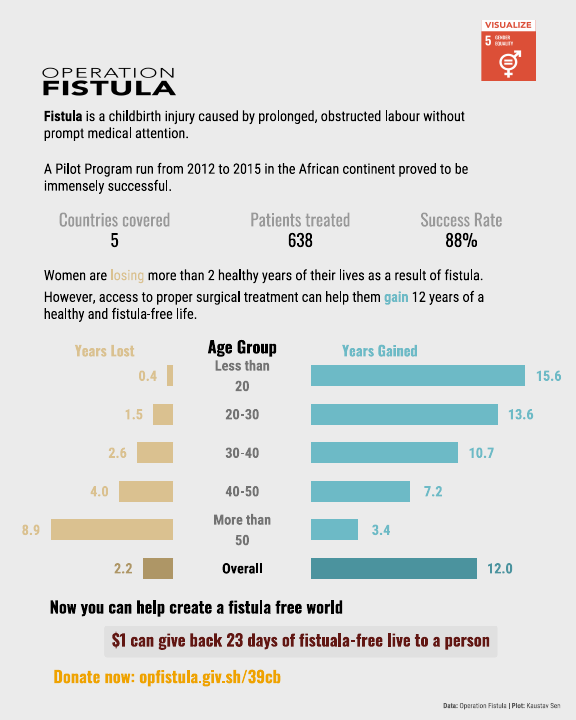 VISUALIZE
5 GENDER
EQUALITY
OPERATION
FISTULA
Fistula is a childbirth injury caused by prolonged, obstructed labour without
prompt medical attention.
A Pilot Program run from 2012 to 2015 in the African continent proved to be
immensely successful.
Countries covered Patients treated Success Rate
5 638 88%
Women are losing more than 2 healthy years of their lives as a result of fistula.
However, access to proper surgical treatment can help them gain 12 years of a
healthy and fistula-free life.
Years Lost Age Group Years Gained
0.4 Less than 15.6
20
1.5 20-30 13.6
2.6 30-40 10.7
4.0 40-50 7.2
8.9 More than 3.4
50
2.2 Overall 12.0
Now you can help create a fistula free world
$1 can give back 23 days of fistuala-free live to a person
Donate now: opfistula.giv.sh/39cb
Data: Operation Fistula | Plot: Kaustav Sen